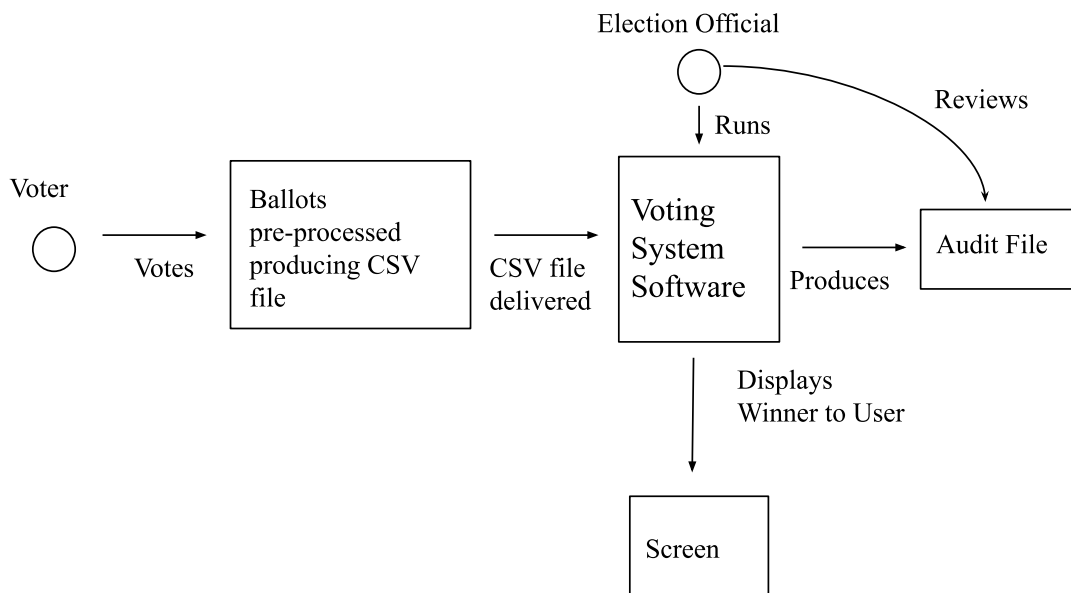 Election Official
Reviews
Runs
Voter
Votes
Ballots
pre-processed
producing CSV
file
CSV file
delivered
Voting
System
Software
Produces
Audit File
Displays
Winner to User
Screen